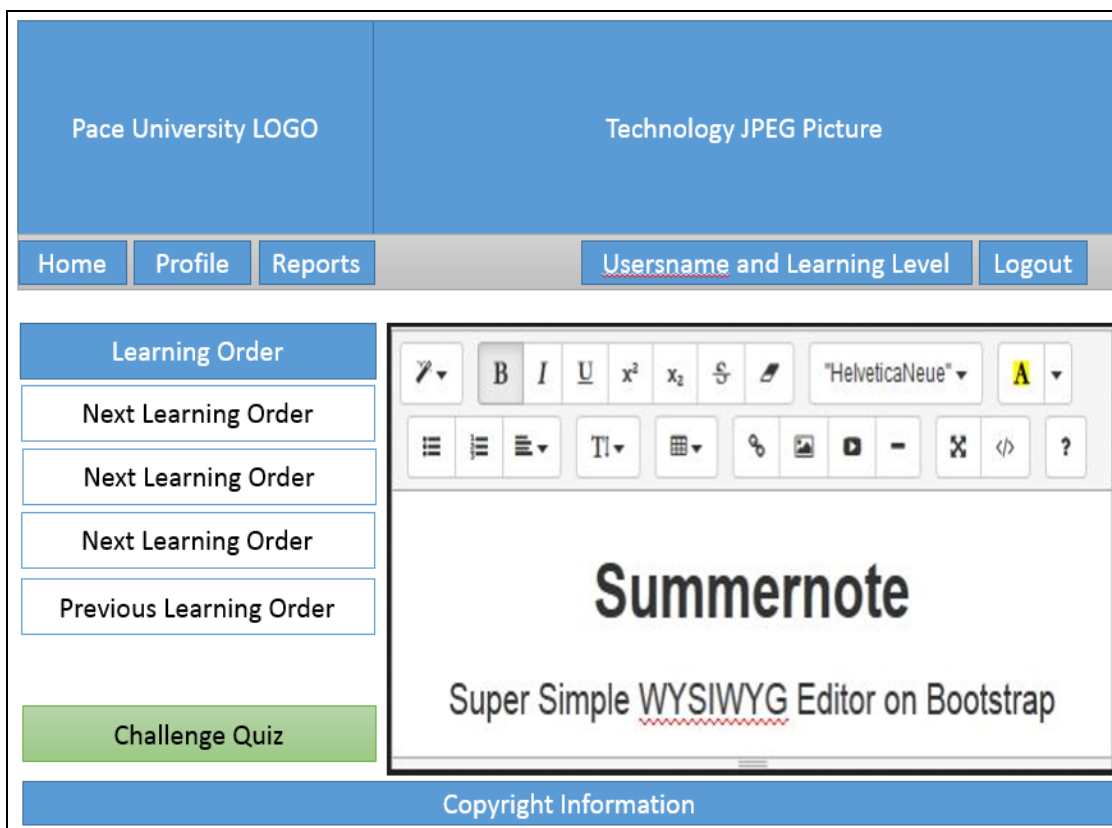 Pace University LOGO
Technology JPEG Picture
Home Profile Reports Usersname and Learning Level Logout
Learning Order
Next Learning Order
Next Learning Order
Next Learning Order
Previous Learning Order
Challenge Quiz
B I U x² x₂ S "HelveticaNeue" A
T| </> ?
Summernote
Super Simple WYSIWYG Editor on Bootstrap
Copyright Information